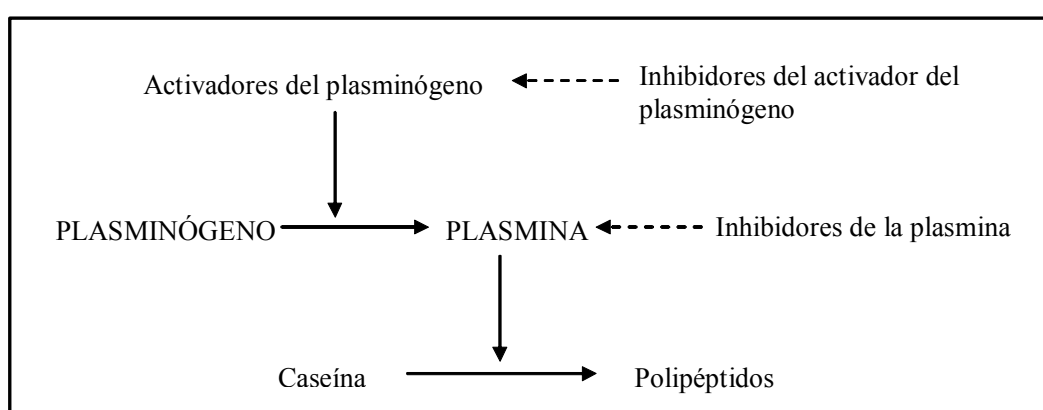 Activadores del plasminógeno
Inhibidores del activador del
plasminógeno
PLASMINÓGENO
PLASMINA
Inhibidores de la plasmina
Caseína
Polipéptidos